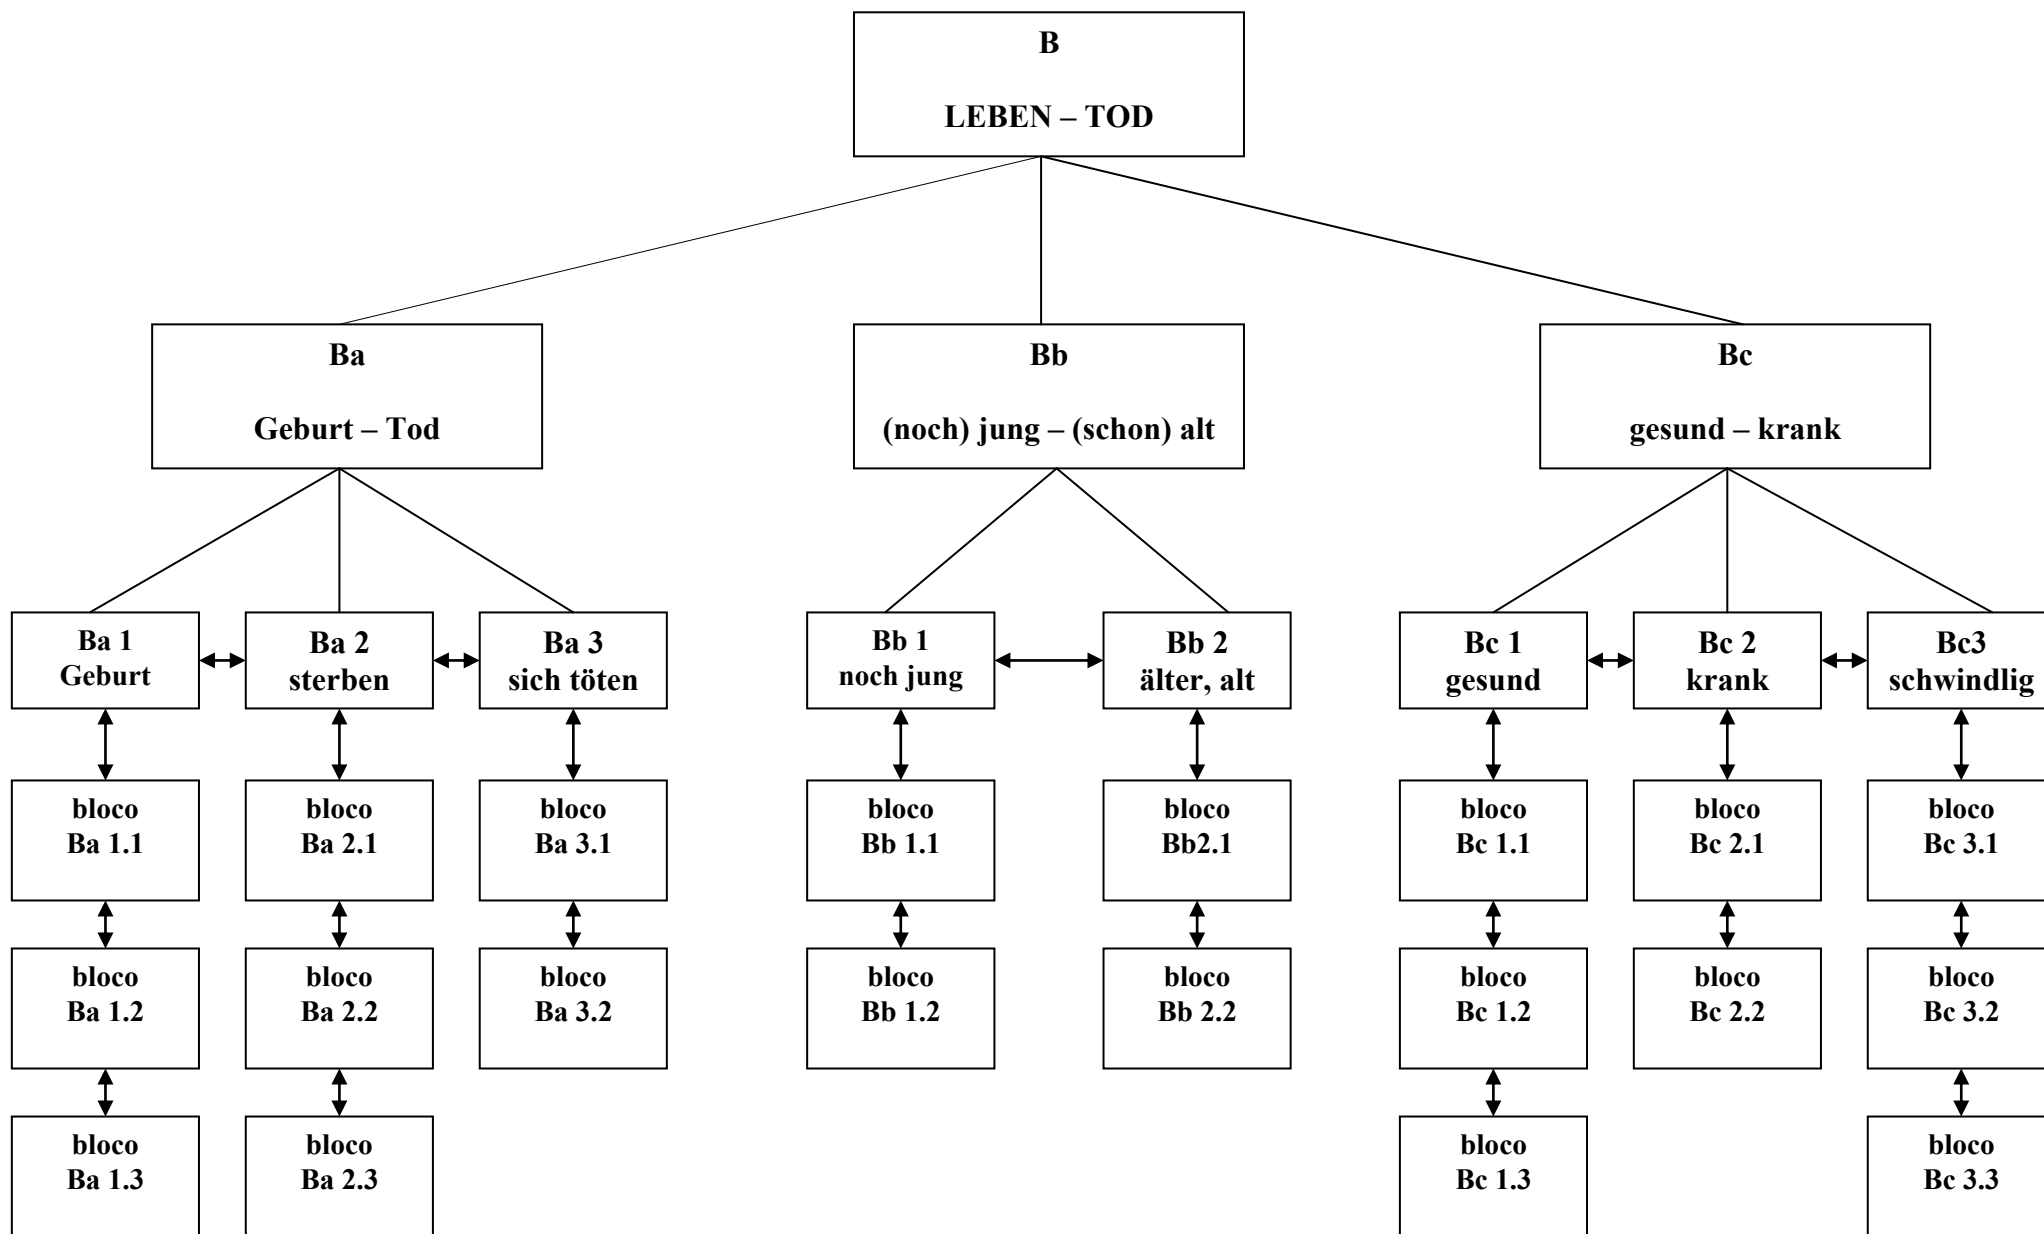 B
LEBEN – TOD
Ba
Geburt – Tod
Bb
(noch) jung – (schon) alt
Bc
gesund – krank
Ba 1
Geburt
Ba 2
sterben
Ba 3
sich töten
Bb 1
noch jung
Bb 2
älter, alt
Bc 1
gesund
Bc 2
krank
Bc3
schwindlig
bloco
Ba 1.1
bloco
Ba 2.1
bloco
Ba 3.1
bloco
Bb 1.1
bloco
Bb2.1
bloco
Bc 1.1
bloco
Bc 2.1
bloco
Bc 3.1
bloco
Ba 1.2
bloco
Ba 2.2
bloco
Ba 3.2
bloco
Bb 1.2
bloco
Bb 2.2
bloco
Bc 1.2
bloco
Bc 2.2
bloco
Bc 3.2
bloco
Ba 1.3
bloco
Ba 2.3
bloco
Bc 1.3
bloco
Bc 3.3